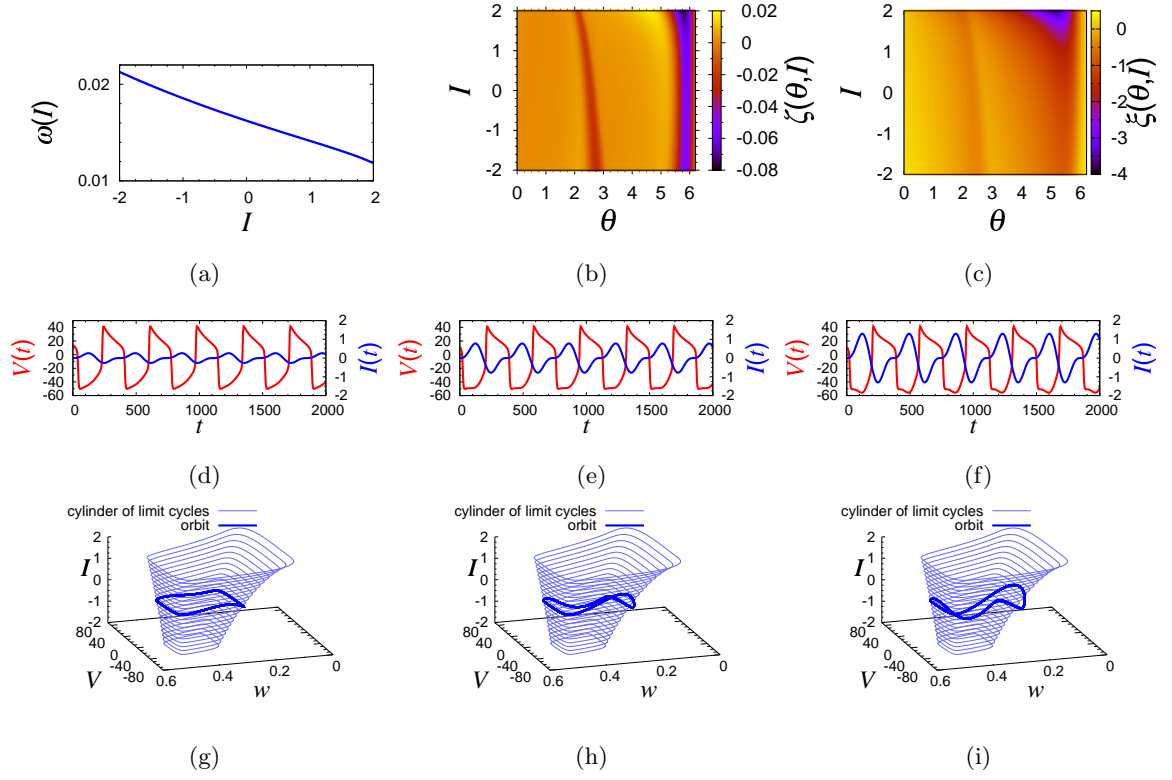 0.02
0.01
ω(I)
-2 -1 0 1 2
I
(a)
2
1
0
-1
-2
I
0 1 2 3 4 5 6
θ
0.02
0
-0.02
-0.04
-0.06
-0.08
ζ(θ,I)
(b)
2
1
0
-1
-2
I
0 1 2 3 4 5 6
θ
0
-1
-2
-3
-4
ξ(θ,I)
(c)
V(t)
40
20
0
-20
-40
-60
0 500 1000 1500 2000
t
2
1
0
-1
-2
I(t)
(d)
V(t)
40
20
0
-20
-40
-60
0 500 1000 1500 2000
t
2
1
0
-1
-2
I(t)
(e)
V(t)
40
20
0
-20
-40
-60
0 500 1000 1500 2000
t
2
1
0
-1
-2
I(t)
(f)
cylinder of limit cycles
orbit
I
2
1
0
-1
-2
80
40
0
-40
-80
V
0.6 0.4 0.2 0
w
(g)
cylinder of limit cycles
orbit
I
2
1
0
-1
-2
80
40
0
-40
-80
V
0.6 0.4 0.2 0
w
(h)
cylinder of limit cycles
orbit
I
2
1
0
-1
-2
80
40
0
-40
-80
V
0.6 0.4 0.2 0
w
(i)